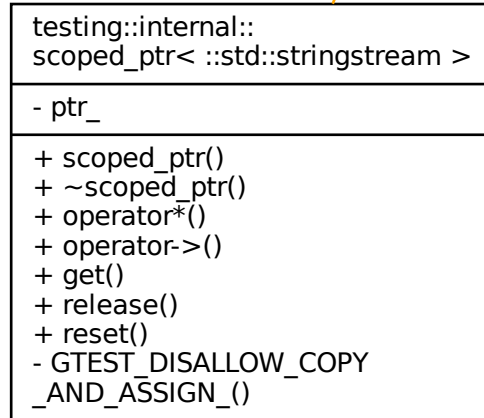 testing::internal::
scoped_ptr< ::std::stringstream >
- ptr_
+ scoped_ptr()
+ ~scoped_ptr()
+ operator*()
+ operator->()
+ get()
+ release()
+ reset()
- GTEST_DISALLOW_COPY
_AND_ASSIGN_()